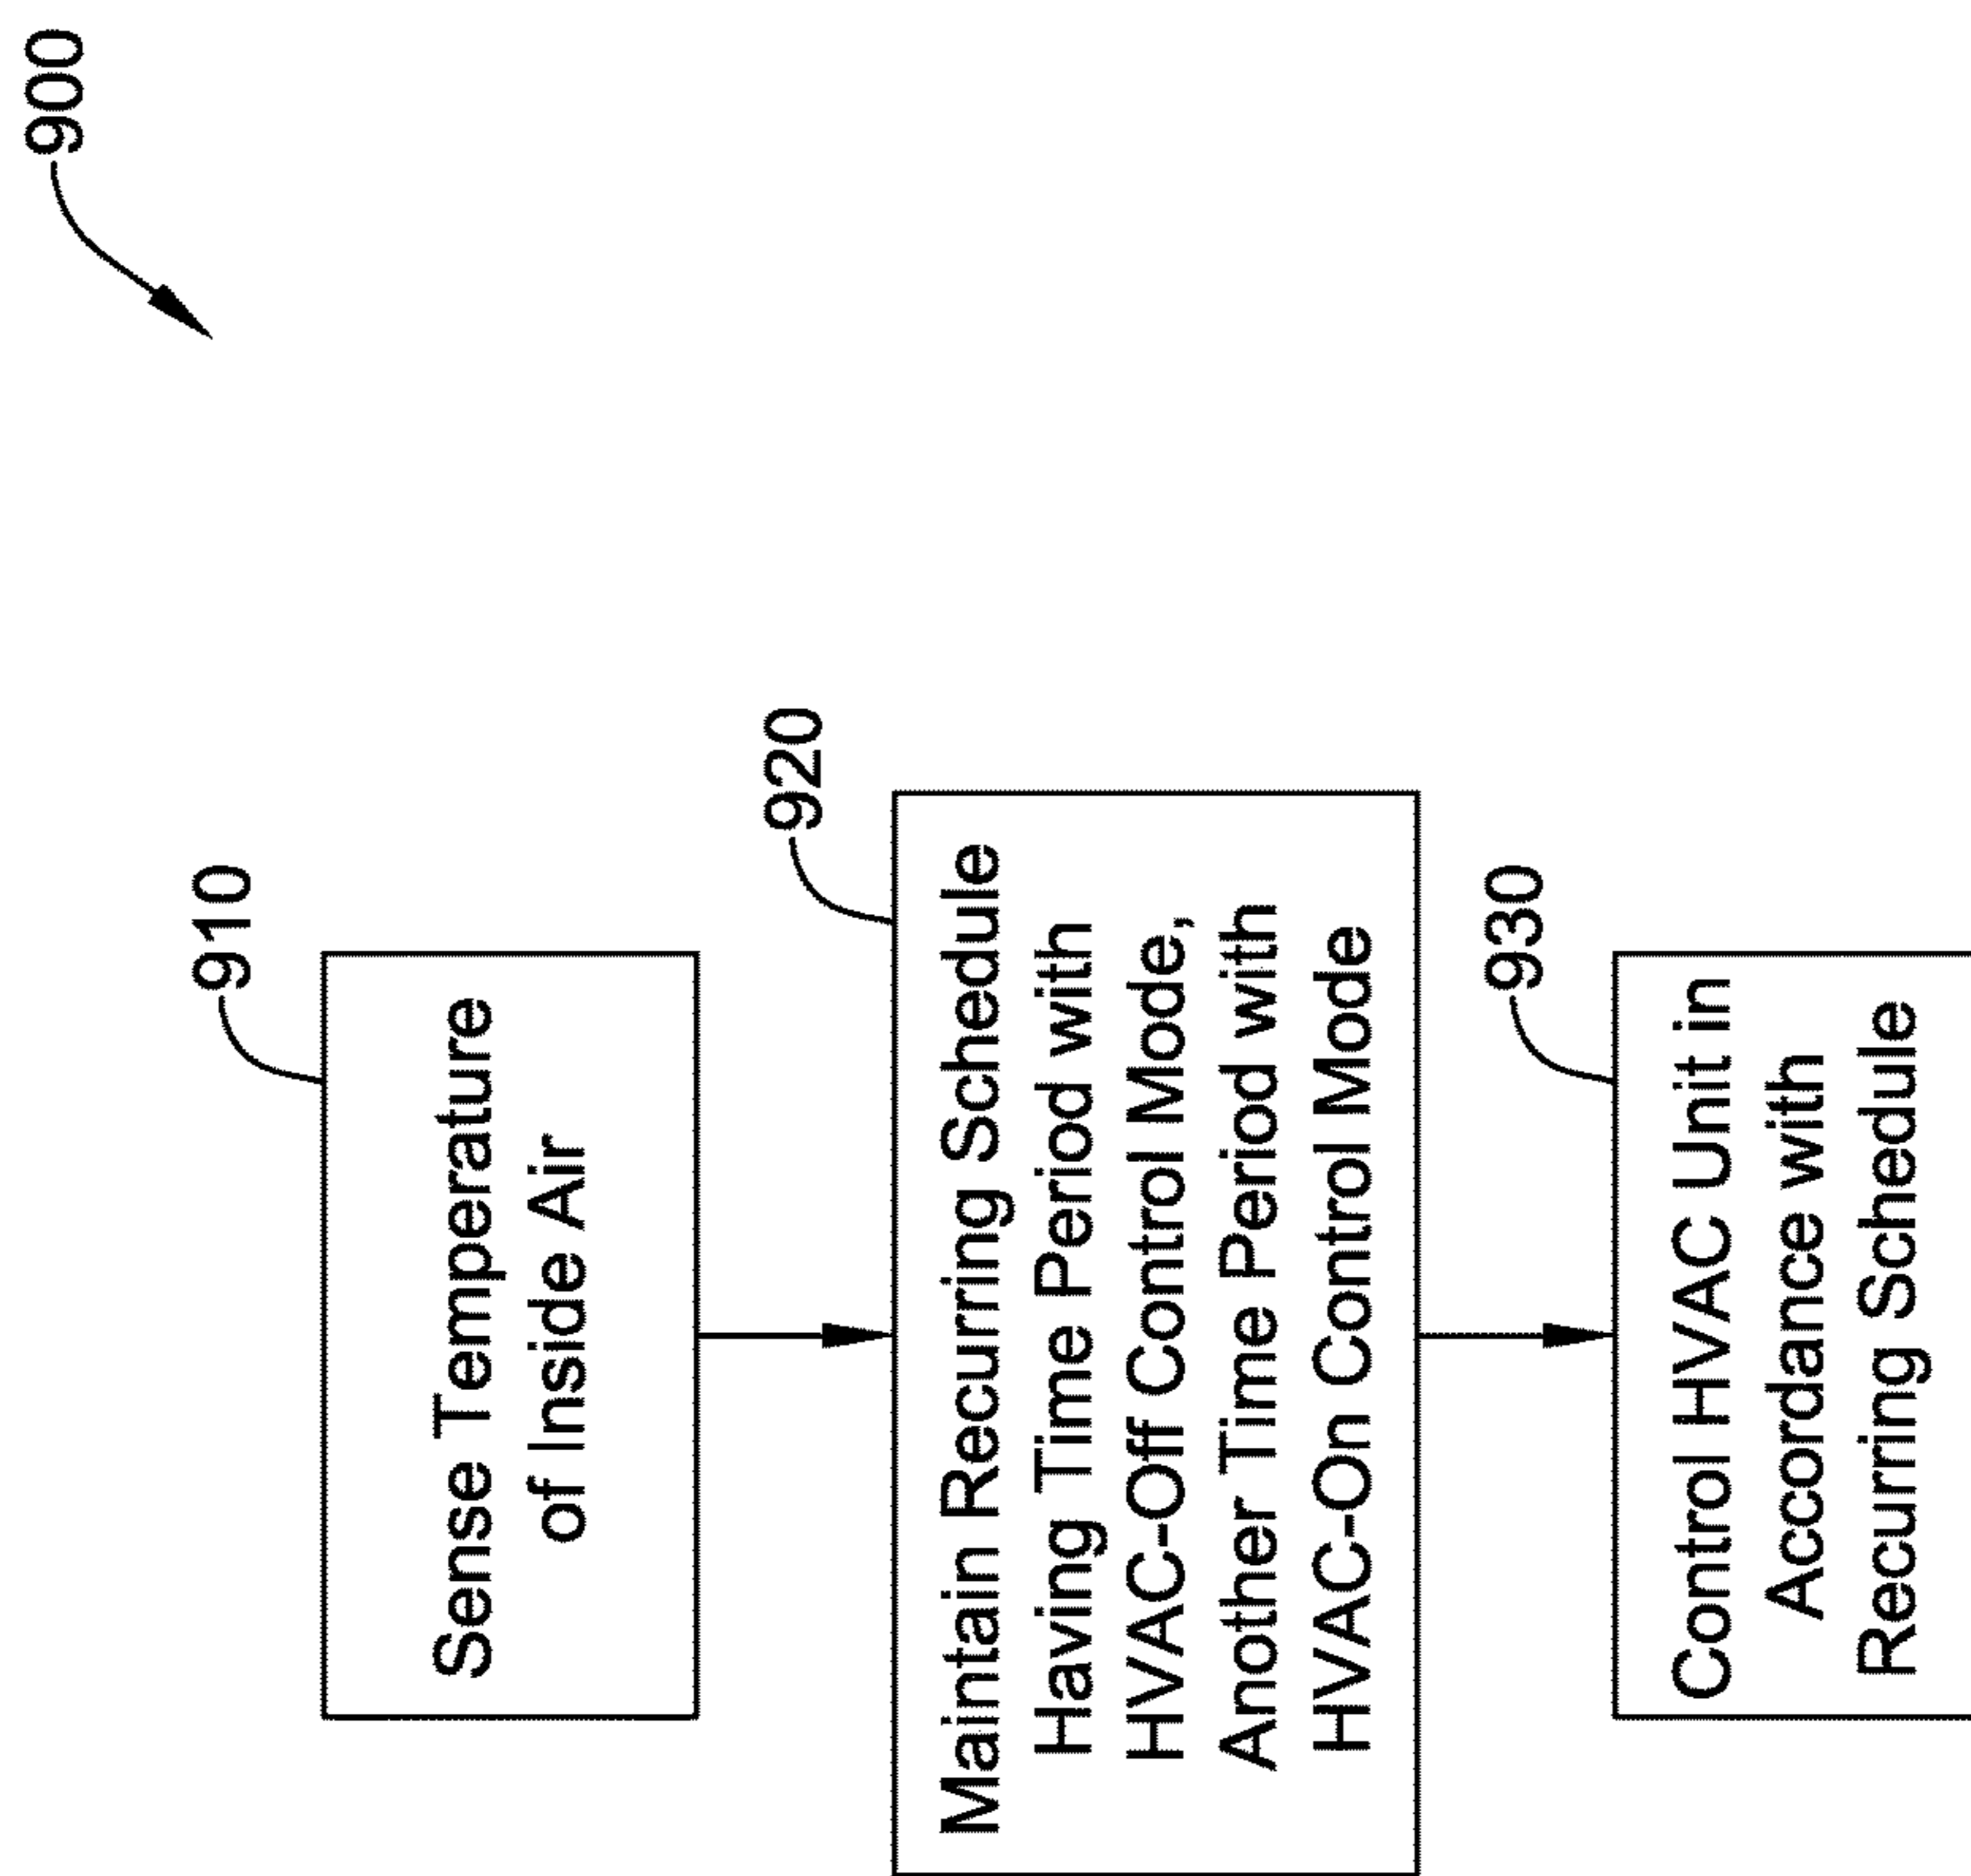 900
910
Sense Temperature
of Inside Air
920
Maintain Recurring Schedule
Having Time Period with
HVAC-Off Control Mode,
Another Time Period with
HVAC-On Control Mode
930
Control HVAC Unit in
Accordance with
Recurring Schedule